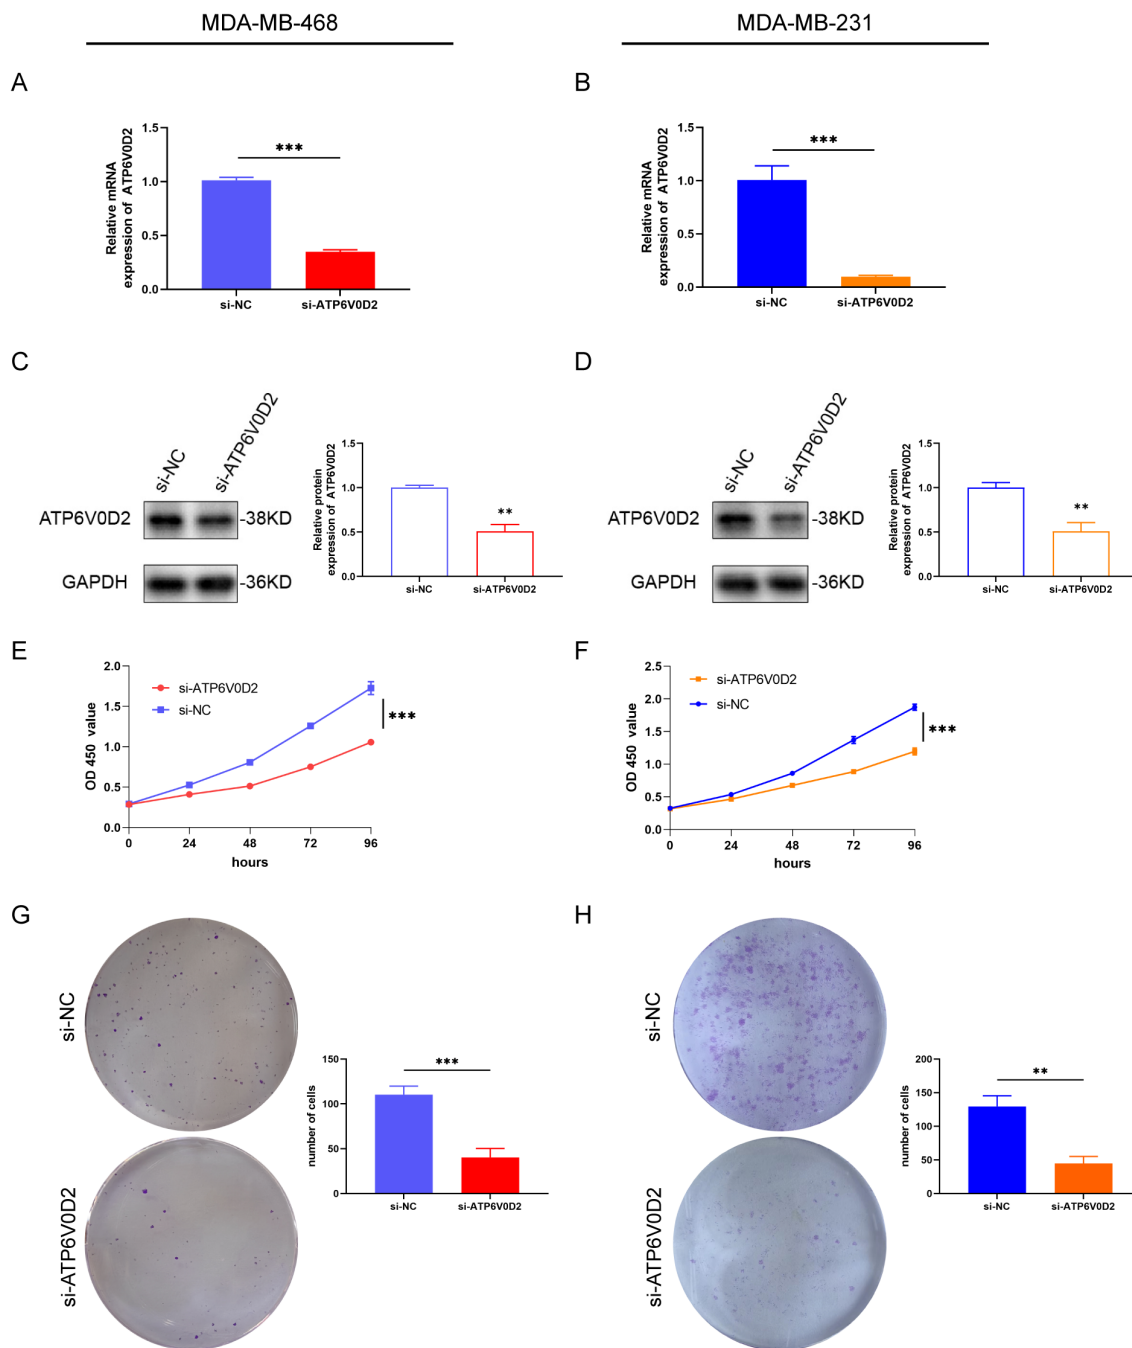 MDA-MB-468
MDA-MB-231
A
Relative mRNA
expression of ATP6V0D2
1.5
1.0
0.5
0.0
***
si-NC
si-ATP6V0D2
B
Relative mRNA
expression of ATP6V0D2
1.5
1.0
0.5
0.0
***
si-NC
si-ATP6V0D2
C
si-NC
si-ATP6V0D2
ATP6V0D2
-38KD
GAPDH
-36KD
Relative protein
expression of ATP6V0D2
1.5
1.0
0.5
0.0
**
si-NC
si-ATP6V0D2
D
si-NC
si-ATP6V0D2
ATP6V0D2
-38KD
GAPDH
-36KD
Relative protein
expression of ATP6V0D2
1.5
1.0
0.5
0.0
**
si-NC
si-ATP6V0D2
E
OD 450 value
2.0
1.5
1.0
0.5
0.0
si-ATP6V0D2
si-NC
***
0 24 48 72 96
hours
F
OD 450 value
2.5
2.0
1.5
1.0
0.5
0.0
si-ATP6V0D2
si-NC
***
0 24 48 72 96
hours
G
si-NC
si-ATP6V0D2
number of cells
150
100
50
0
***
si-NC
si-ATP6V0D2
H
si-NC
si-ATP6V0D2
number of cells
200
150
100
50
0
**
si-NC
si-ATP6V0D2